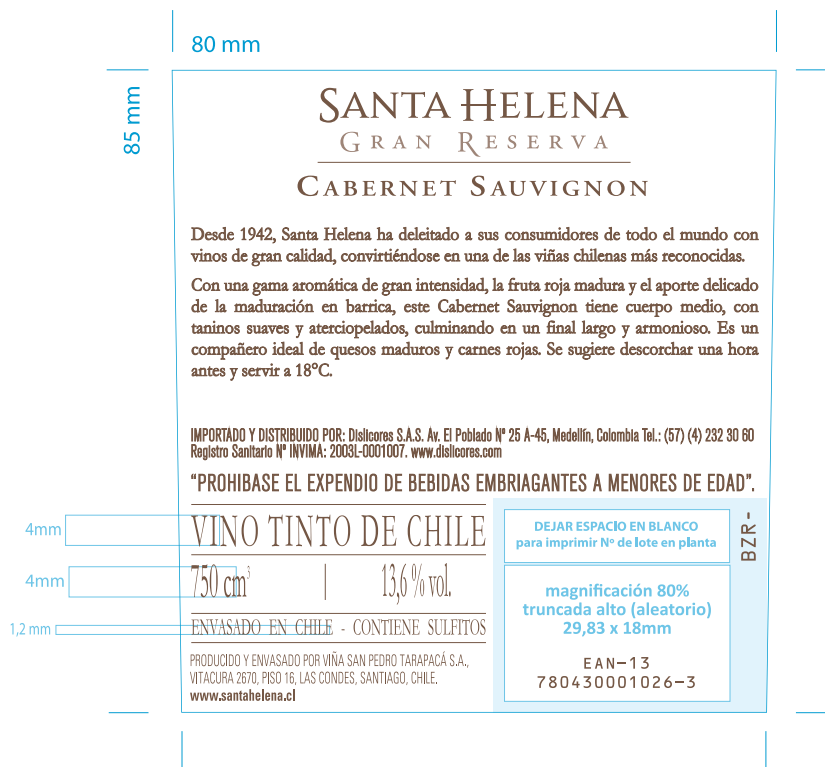 80 mm
85 mm
SANTA HELENA
GRAN RESERVA
CABERNET SAUVIGNON
Desde 1942, Santa Helena ha deleitado a sus consumidores de todo el mundo con
vinos de gran calidad, convirtiéndose en una de las viñas chilenas más reconocidas.
Con una gama aromática de gran intensidad, la fruta roja madura y el aporte delicado
de la maduración en barrica, este Cabernet Sauvignon tiene cuerpo medio, con
taninos suaves y aterciopelados, culminando en un final largo y armonioso. Es un
compañero ideal de quesos maduros y carnes rojas. Se sugiere descorchar una hora
antes y servir a 18°C.
IMPORTADO Y DISTRIBUIDO POR: Dislicores S.A.S. Av. El Poblado Nº 25 A-45, Medellín, Colombia Tel.: (57) (4) 232 30 60
Registro Sanitario Nº INVIMA: 2003L-0001007. www.dislicores.com
“PROHIBASE EL EXPENDIO DE BEBIDAS EMBRIAGANTES A MENORES DE EDAD”.
4mm
VINO TINTO DE CHILE
4mm
750 cm³ | 13,6 % vol.
1,2 mm
ENVASADO EN CHILE - CONTIENE SULFITOS
PRODUCIDO Y ENVASADO POR VIÑA SAN PEDRO TARAPACÁ S.A.,
VITACURA 2670, PISO 16, LAS CONDES, SANTIAGO, CHILE.
www.santahelena.cl
DEJAR ESPACIO EN BLANCO
para imprimir Nº de lote en planta
BZR-
magnificación 80%
truncada alto (aleatorio)
29,83 x 18mm
EAN-13
780430001026-3